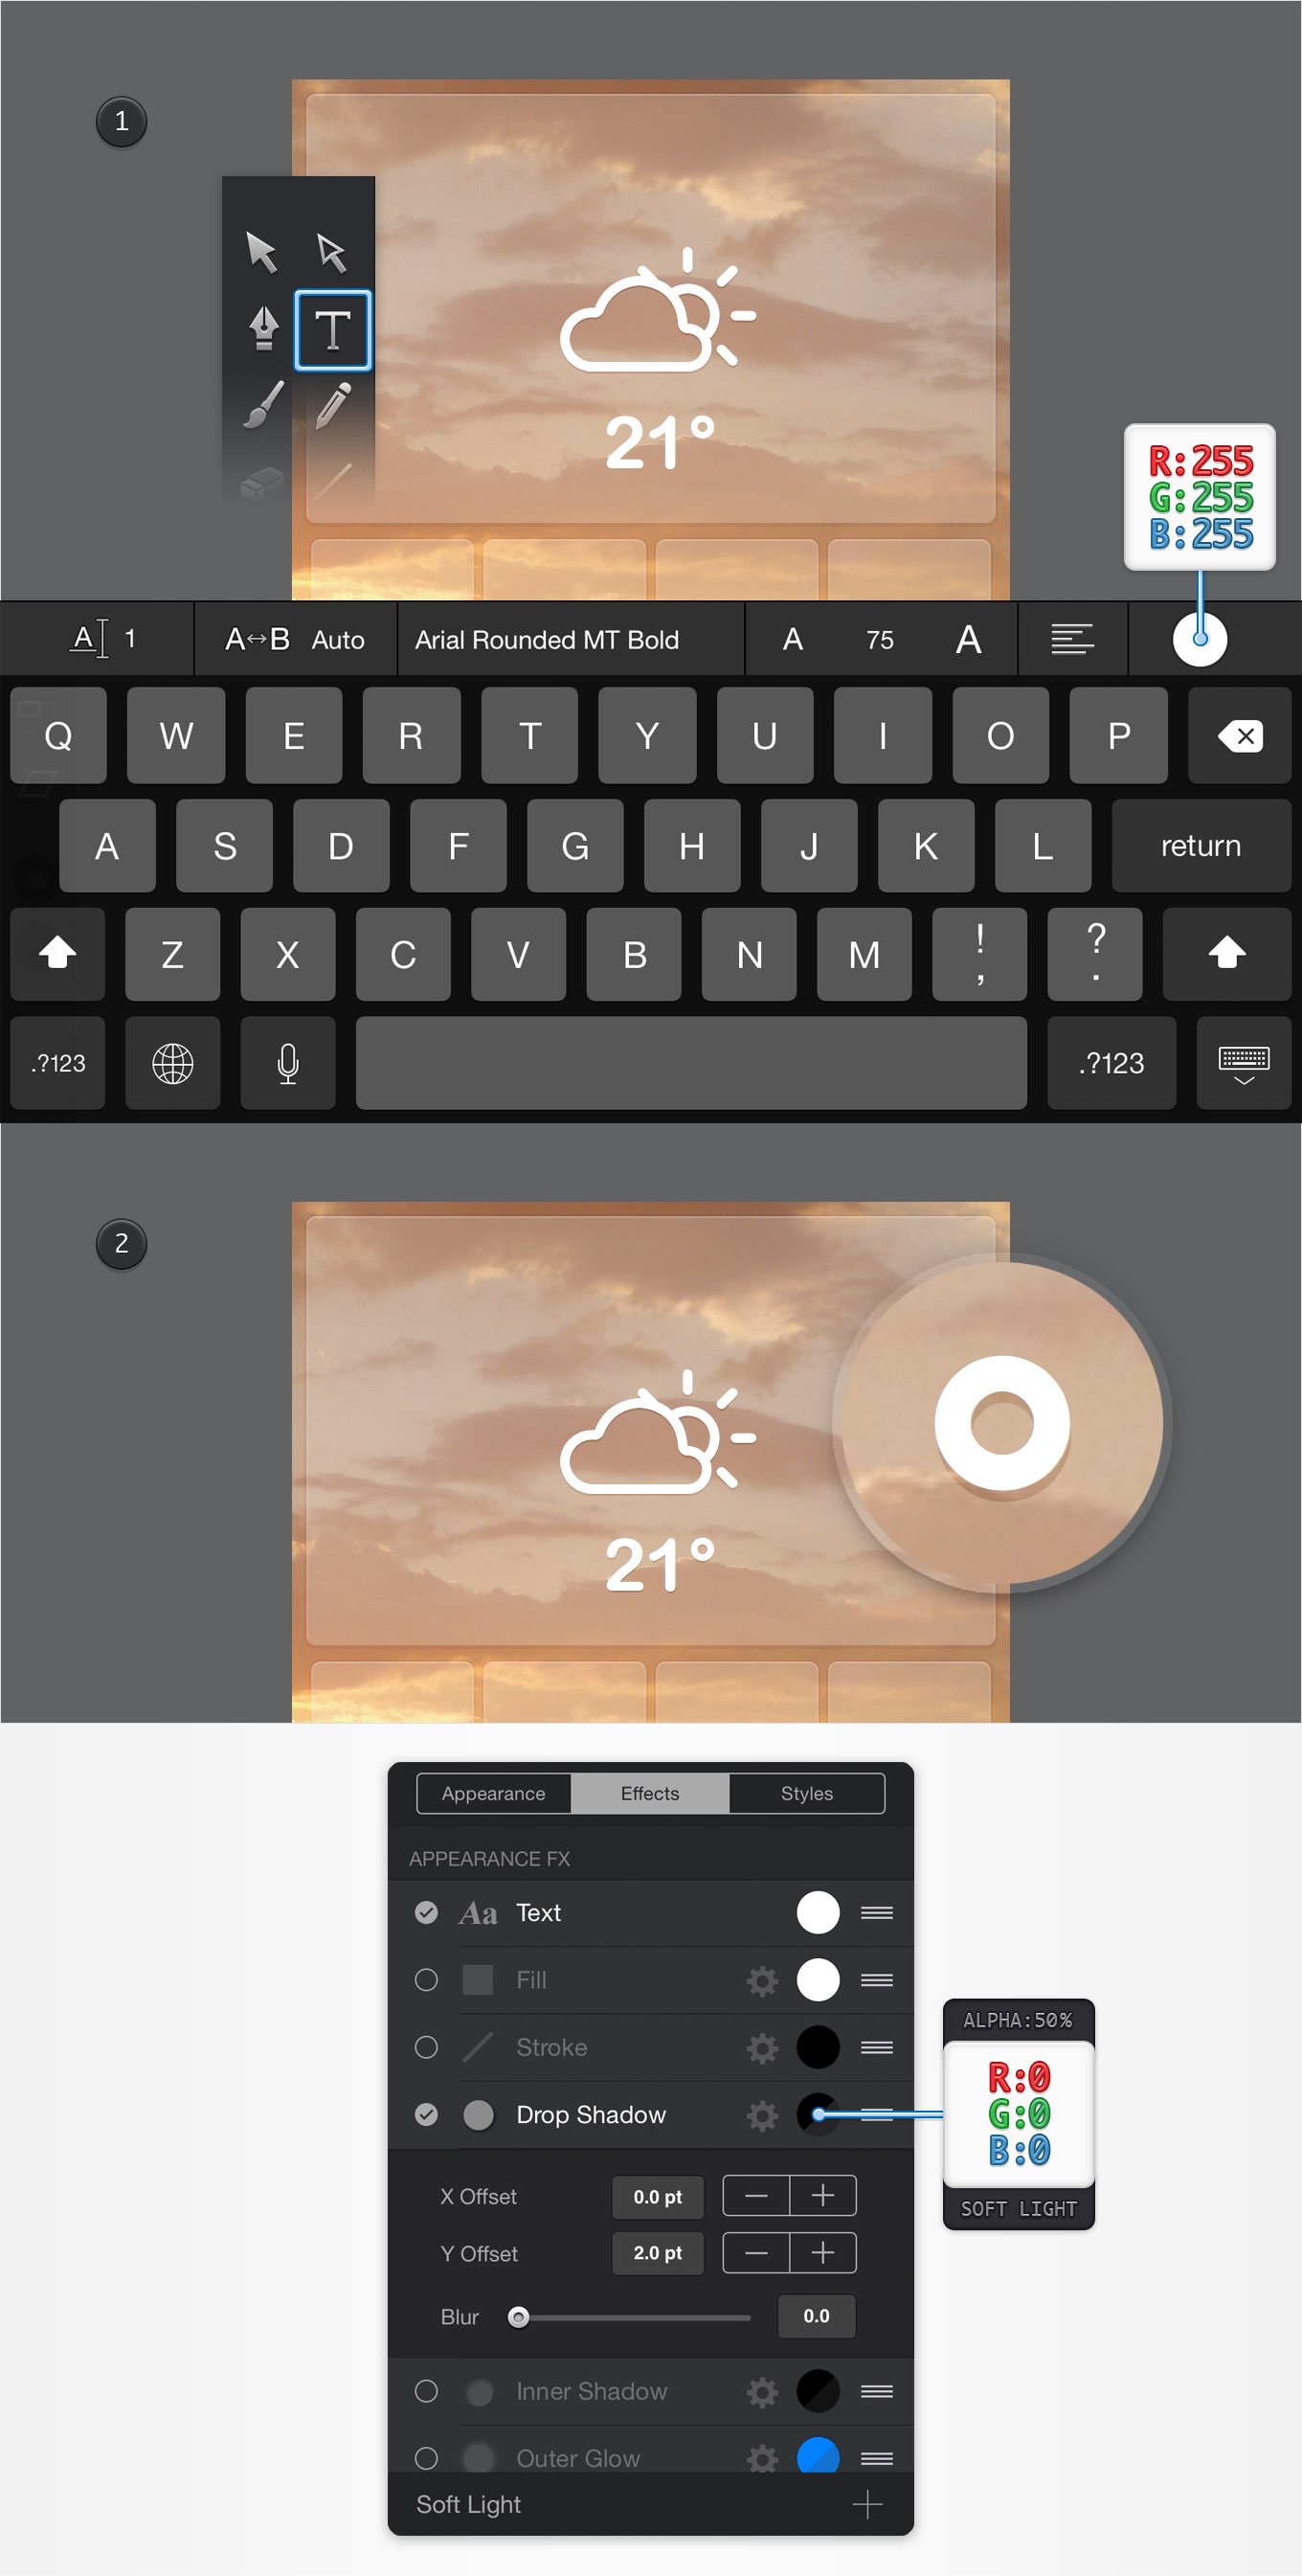 1
T
21°
R:255
G:255
B:255
A 1
A↔B Auto
Arial Rounded MT Bold
A 75 A
Q W E R T Y U I O P
A S D F G H J K L return
Z X C V B N M ! , ? .
.?123 .?123
2
21°
Appearance Effects Styles
APPEARANCE FX
Aa Text
Fill
Stroke
Drop Shadow
ALPHA:50%
R:0
G:0
B:0
SOFT LIGHT
X Offset 0.0 pt — +
Y Offset 2.0 pt — +
Blur 0.0
Inner Shadow
Outer Glow
Soft Light +